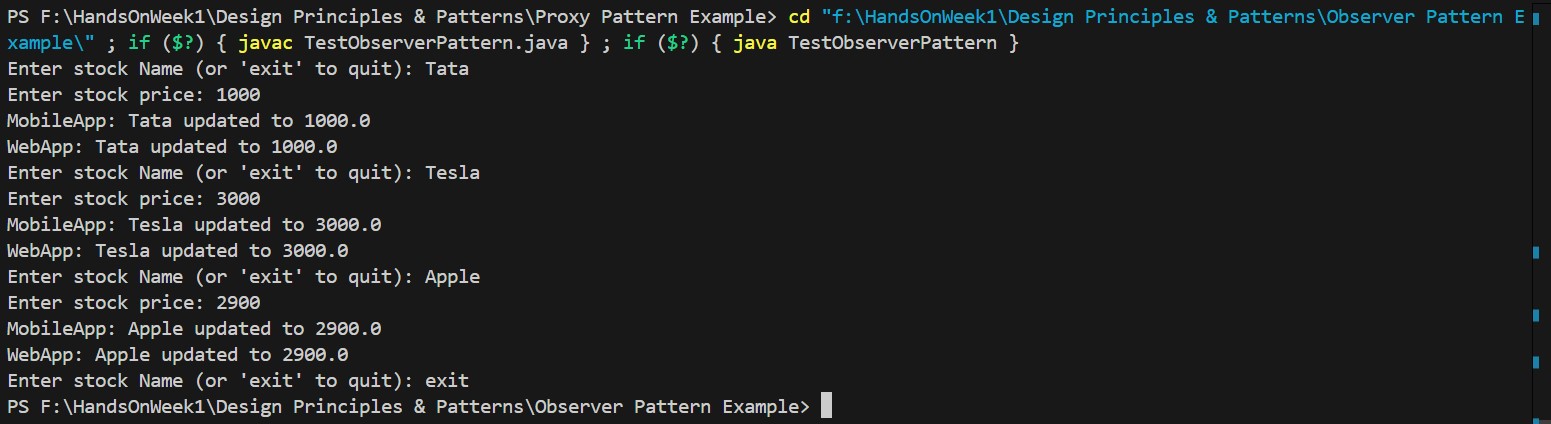 PS F:\HandsOnWeek1\Design Principles & Patterns\Proxy Pattern Example> cd "f:\HandsOnWeek1\Design Principles & Patterns\Observer Pattern E
xample\" ; if ($?) { javac TestObserverPattern.java } ; if ($?) { java TestObserverPattern }
Enter stock Name (or 'exit' to quit): Tata
Enter stock price: 1000
MobileApp: Tata updated to 1000.0
WebApp: Tata updated to 1000.0
Enter stock Name (or 'exit' to quit): Tesla
Enter stock price: 3000
MobileApp: Tesla updated to 3000.0
WebApp: Tesla updated to 3000.0
Enter stock Name (or 'exit' to quit): Apple
Enter stock price: 2900
MobileApp: Apple updated to 2900.0
WebApp: Apple updated to 2900.0
Enter stock Name (or 'exit' to quit): exit
PS F:\HandsOnWeek1\Design Principles & Patterns\Observer Pattern Example>